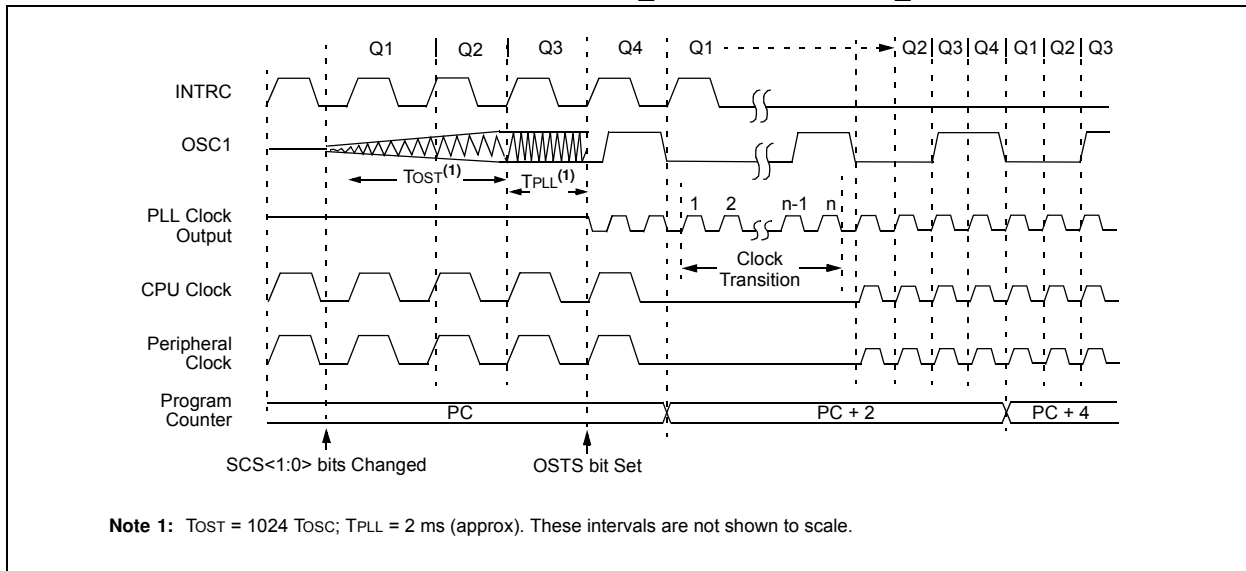 Q1 Q2 Q3 Q4 Q1 Q2 Q3 Q4 Q1 Q2 Q3
INTRC
OSC1
TOST(1) TPLL(1)
1 2 n-1 n
PLL Clock
Output
Clock
Transition
CPU Clock
Peripheral
Clock
Program
Counter
PC PC + 2 PC + 4
SCS<1:0> bits Changed OSTS bit Set
Note 1: TOST = 1024 TOSC; TPLL = 2 ms (approx). These intervals are not shown to scale.